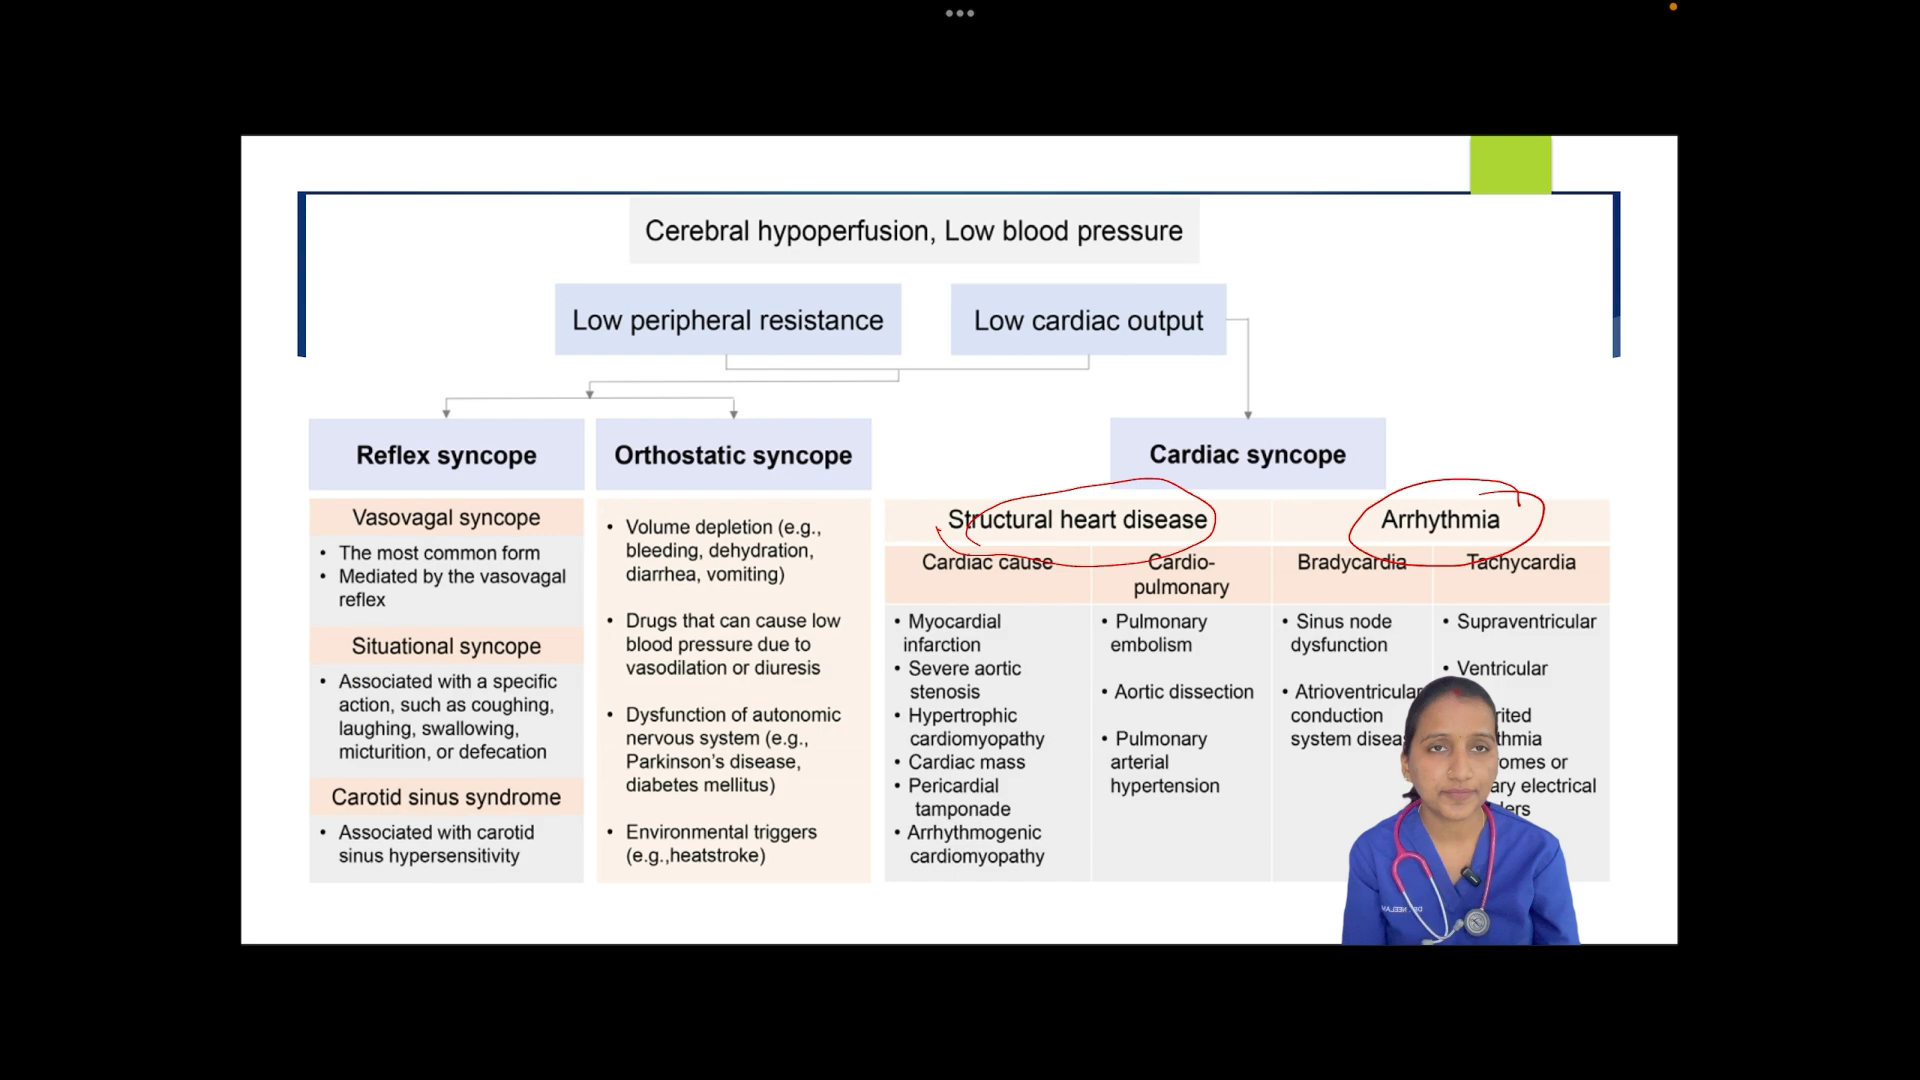 Cerebral hypoperfusion, Low blood pressure
Low peripheral resistance
Low cardiac output
Reflex syncope
Vasovagal syncope
• The most common form
• Mediated by the vasovagal
reflex
Situational syncope
• Associated with a specific
action, such as coughing,
laughing, swallowing,
micturition, or defecation
Carotid sinus syndrome
• Associated with carotid
sinus hypersensitivity
Orthostatic syncope
• Volume depletion (e.g.,
bleeding, dehydration,
diarrhea, vomiting)
• Drugs that can cause low
blood pressure due to
vasodilation or diuresis
• Dysfunction of autonomic
nervous system (e.g.,
Parkinson's disease,
diabetes mellitus)
• Environmental triggers
(e.g.,heatstroke)
Cardiac syncope
Structural heart disease
Cardiac cause
• Myocardial
infarction
• Severe aortic
stenosis
• Hypertrophic
cardiomyopathy
• Cardiac mass
• Pericardial
tamponade
• Arrhythmogenic
cardiomyopathy
Cardio-
pulmonary
• Pulmonary
embolism
• Aortic dissection
• Pulmonary
arterial
hypertension
Arrhythmia
Bradycardia
• Sinus node
dysfunction
• Atrioventricular
conduction
system
Tachycardia
• Supraventricular
• Ventricular
or
electrical